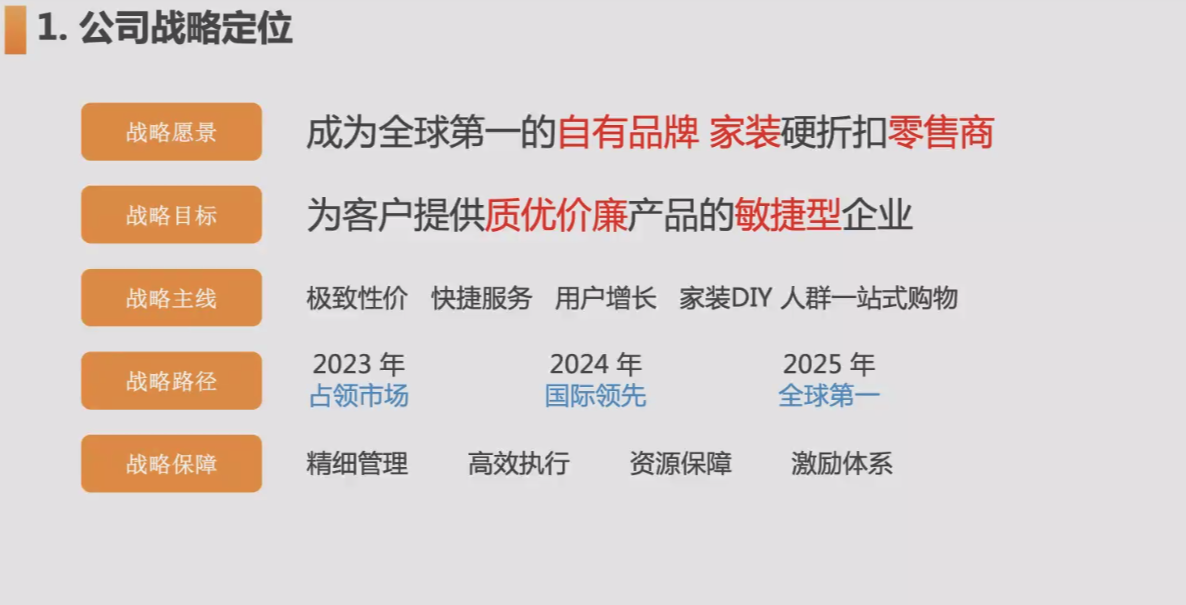 1. 公司战略定位
战略愿景
成为全球第一的自有品牌 家装硬折扣零售商
战略目标
为客户提供质优价廉产品的敏捷型企业
战略主线
极致性价 快捷服务 用户增长 家装DIY 人群一站式购物
战略路径
2023 年 2024 年 2025 年
占领市场 国际领先 全球第一
战略保障
精细管理 高效执行 资源保障 激励体系